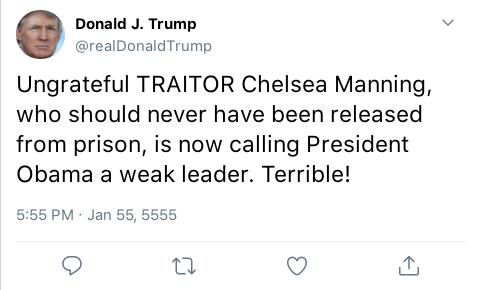 Donald J. Trump
@realDonaldTrump
Ungrateful TRAITOR Chelsea Manning,
who should never have been released
from prison, is now calling President
Obama a weak leader. Terrible!
5:55 PM · Jan 55, 5555